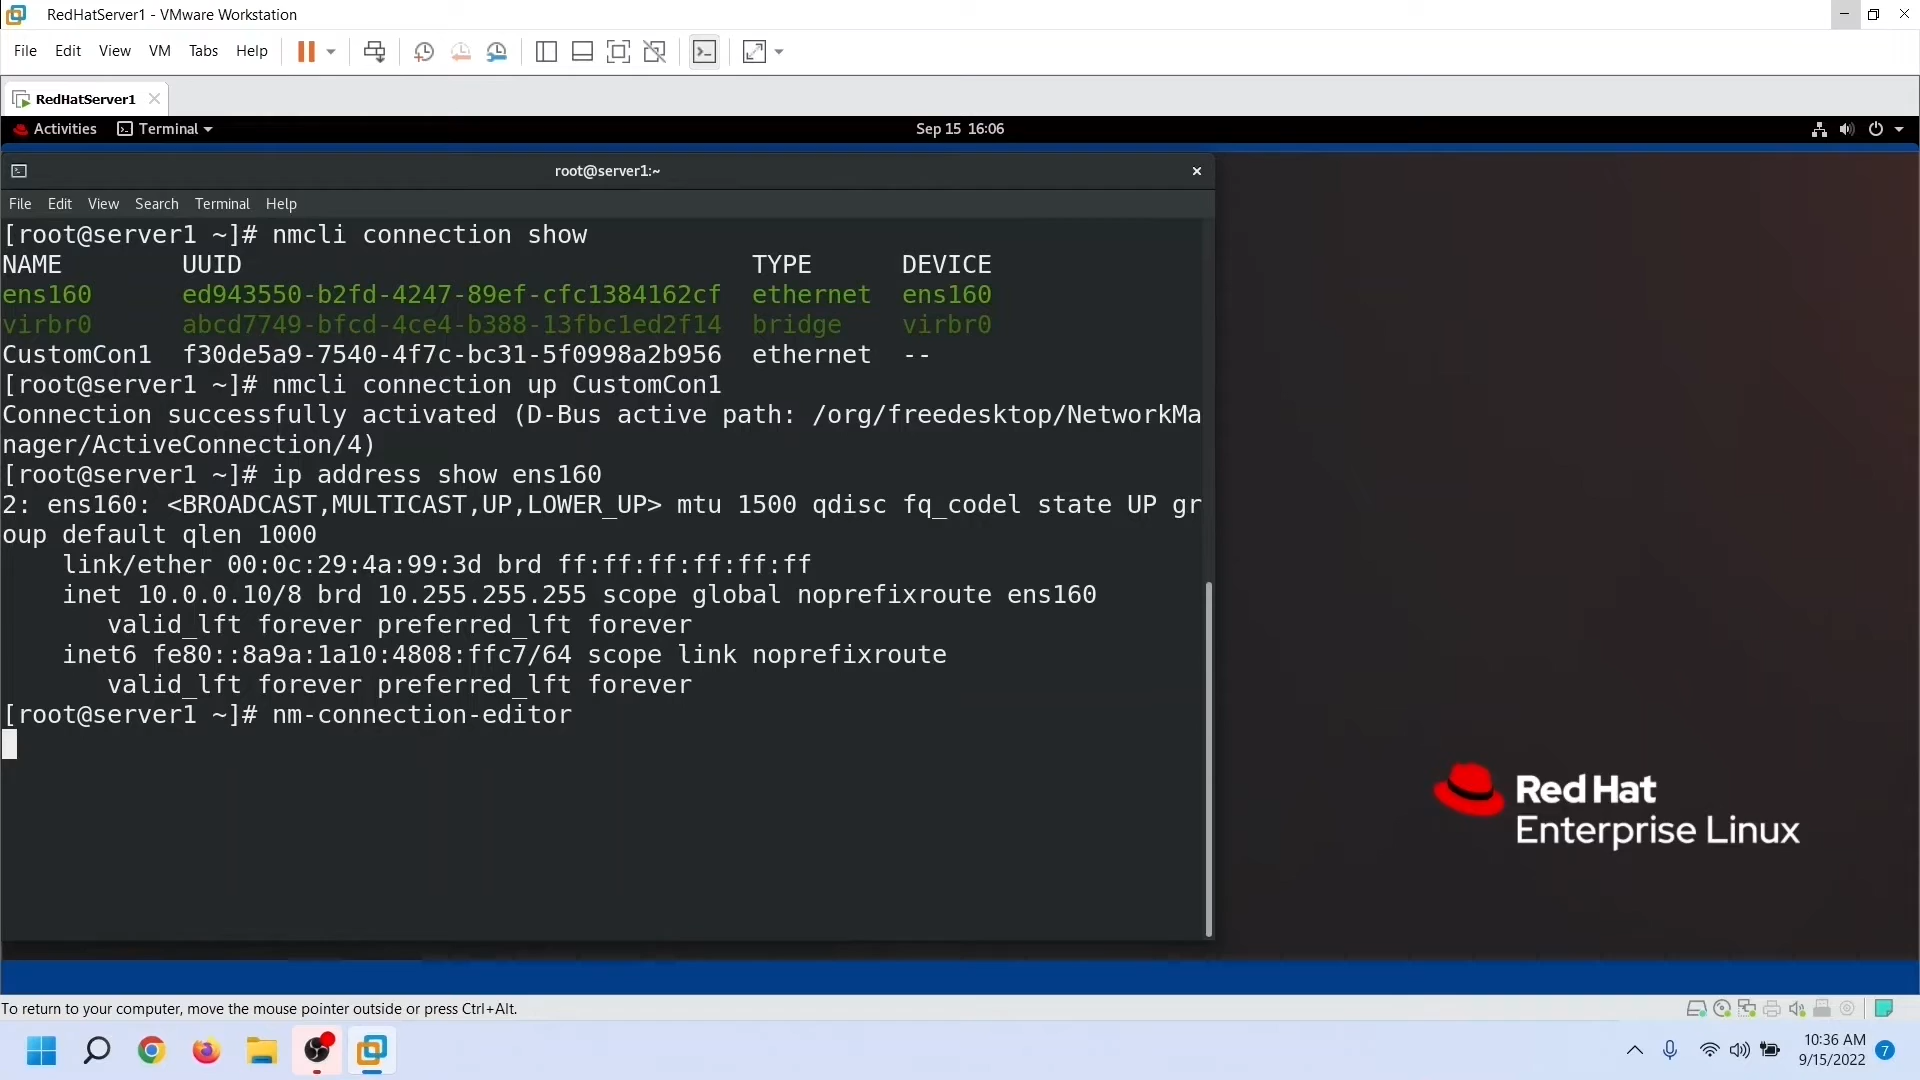 RedHatServer1 - VMware Workstation
File Edit View VM Tabs Help
RedHatServer1
Activities Terminal Sep 15 16:06
root@server1:~
File Edit View Search Terminal Help
[root@server1 ~]# nmcli connection show
NAME UUID TYPE DEVICE
ens160 ed943550-b2fd-4247-89ef-cfc1384162cf ethernet ens160
virbr0 abcd7749-bfcd-4ce4-b388-13fbc1ed2f14 bridge virbr0
CustomCon1 f30de5a9-7540-4f7c-bc31-5f0998a2b956 ethernet --
[root@server1 ~]# nmcli connection up CustomCon1
Connection successfully activated (D-Bus active path: /org/freedesktop/NetworkMa
nager/ActiveConnection/4)
[root@server1 ~]# ip address show ens160
2: ens160: <BROADCAST,MULTICAST,UP,LOWER_UP> mtu 1500 qdisc fq_codel state UP gr
oup default qlen 1000
link/ether 00:0c:29:4a:99:3d brd ff:ff:ff:ff:ff:ff
inet 10.0.0.10/8 brd 10.255.255.255 scope global noprefixroute ens160
valid_lft forever preferred_lft forever
inet6 fe80::8a9a:1a10:4808:ffc7/64 scope link noprefixroute
valid_lft forever preferred_lft forever
[root@server1 ~]# nm-connection-editor
Red Hat
Enterprise Linux
To return to your computer, move the mouse pointer outside or press Ctrl+Alt.
10:36 AM
9/15/2022
7